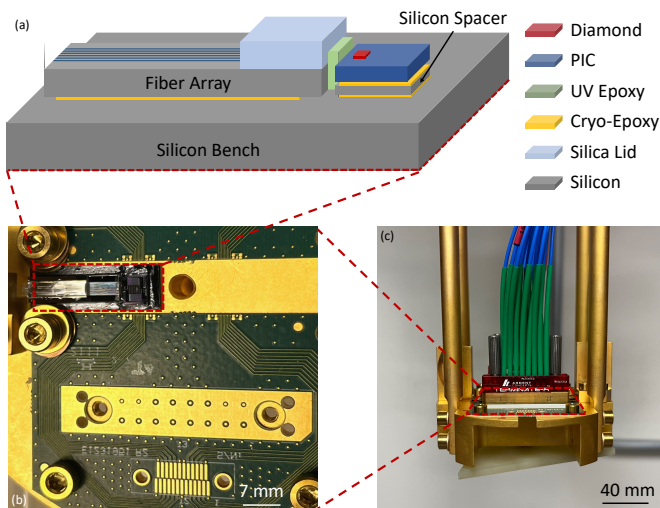 (a)
Silicon Spacer
Diamond
PIC
UV Epoxy
Cryo-Epoxy
Silica Lid
Silicon
Fiber Array
Silicon Bench
(b)
7 mm
(c)
40 mm